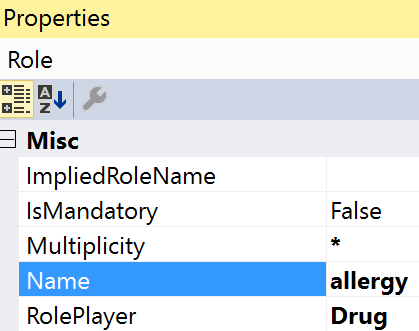 Properties
Role
A
Z
Misc
ImpliedRoleName
IsMandatory False
Multiplicity *
Name allergy
RolePlayer Drug